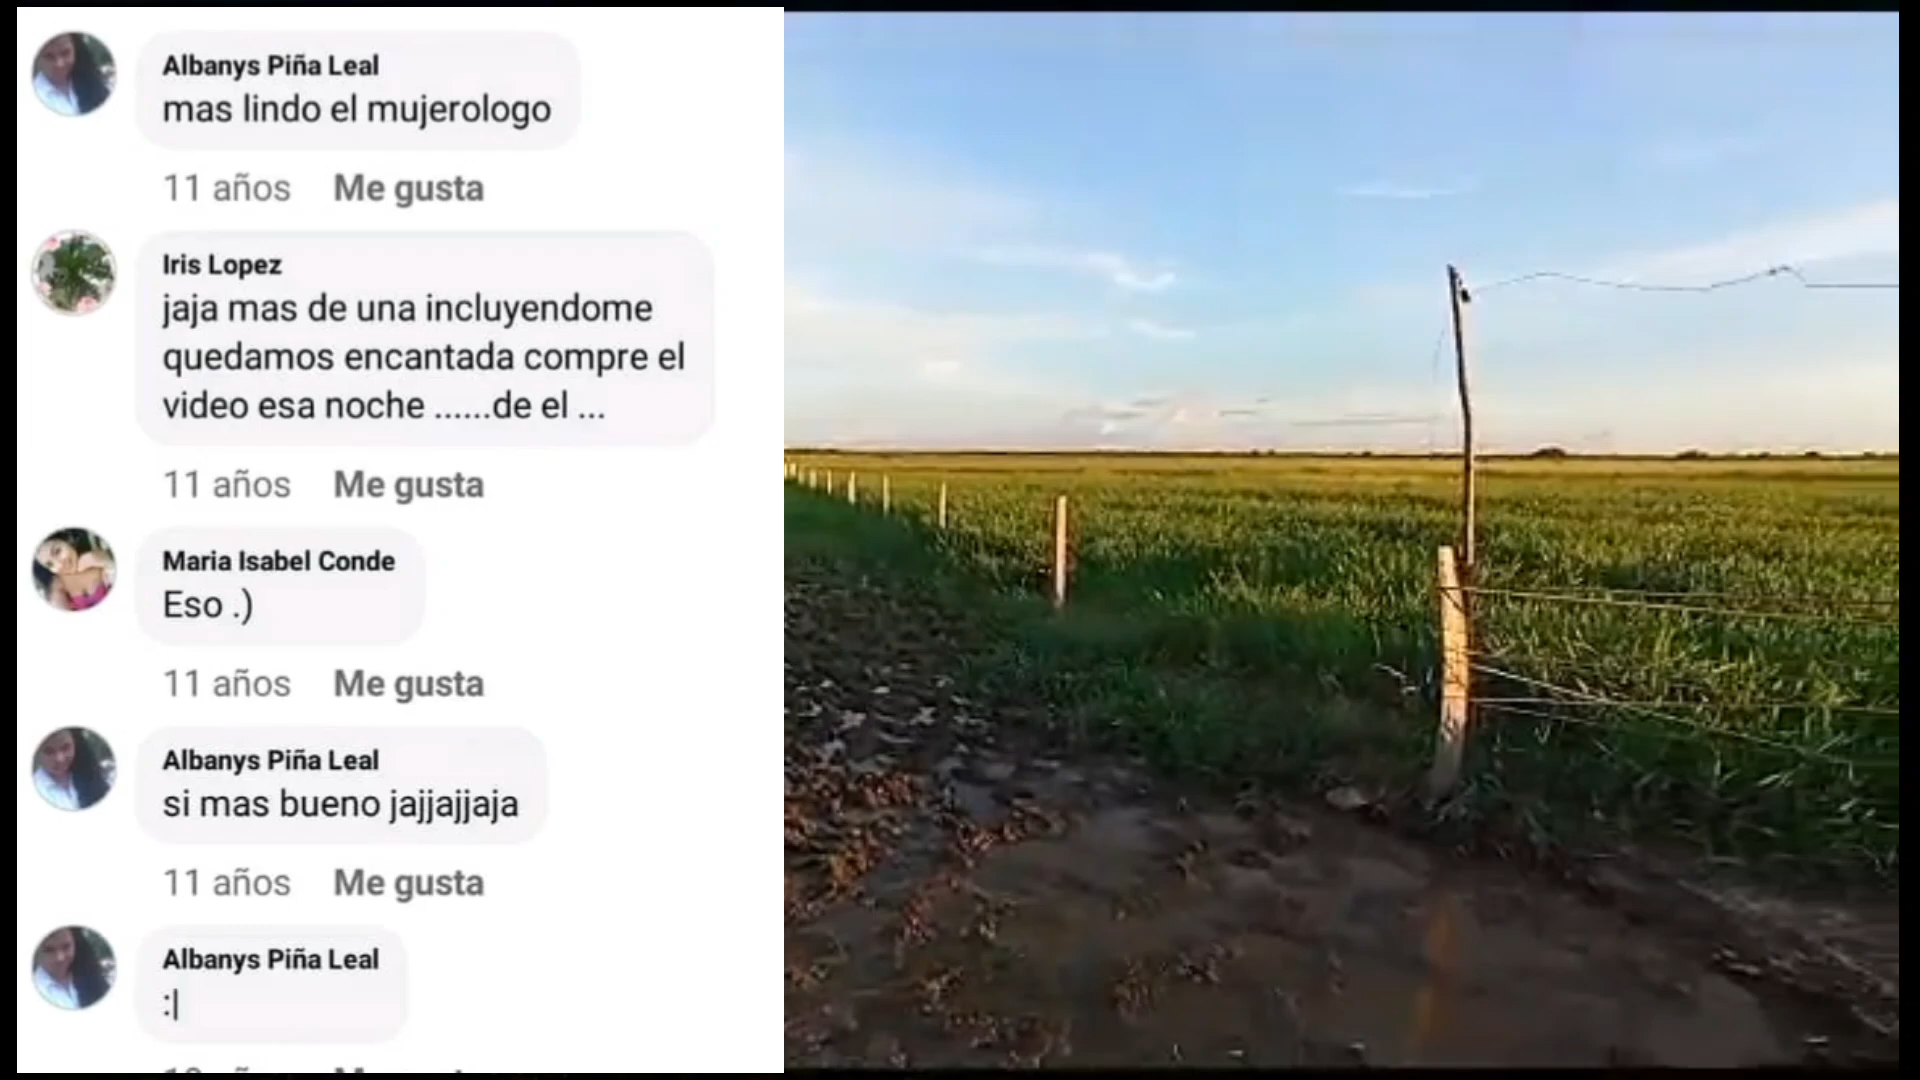 Albanys Piña Leal
mas lindo el mujerologo
11 años Me gusta
Iris Lopez
jaja mas de una incluyendome
quedamos encantada compre el
video esa noche ......de el ...
11 años Me gusta
Maria Isabel Conde
Eso .)
11 años Me gusta
Albanys Piña Leal
si mas bueno jajjajjaja
11 años Me gusta
Albanys Piña Leal
:|